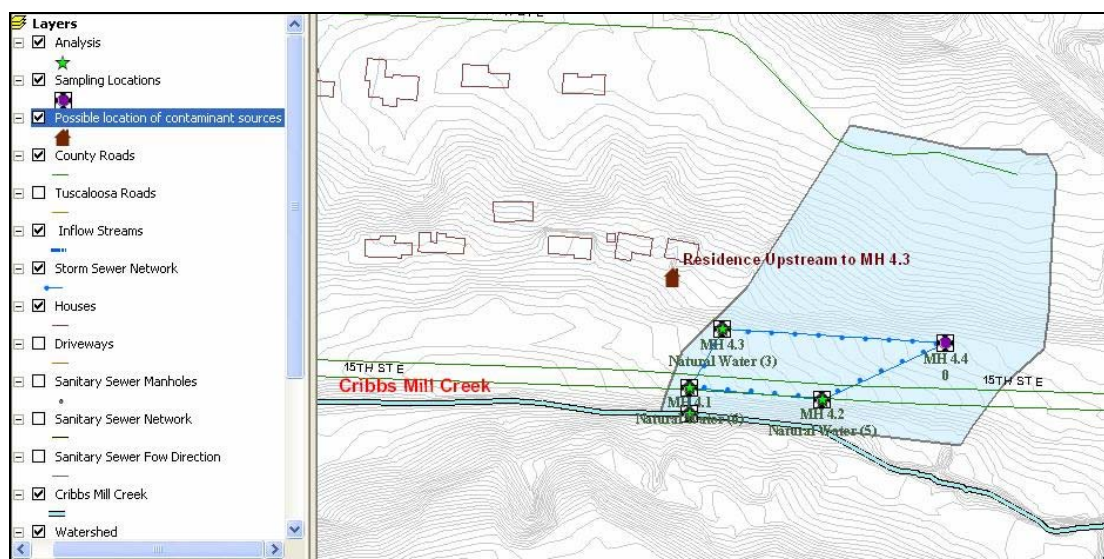 Layers
Analysis
Sampling Locations
Possible location of contaminant sources
County Roads
Tuscaloosa Roads
Inflow Streams
Storm Sewer Network
Houses
Driveways
Sanitary Sewer Manholes
Sanitary Sewer Network
Sanitary Sewer Fow Direction
Cribbs Mill Creek
Watershed
ST E
Residence Upstream to MH 4.3
MH 4.3
Natural Water (3)
MH 4.4
0
15TH ST E
15TH ST E
Cribbs Mill Creek
MH 4.1
Natural Water (6)
MH 4.2
Natural Water (5)